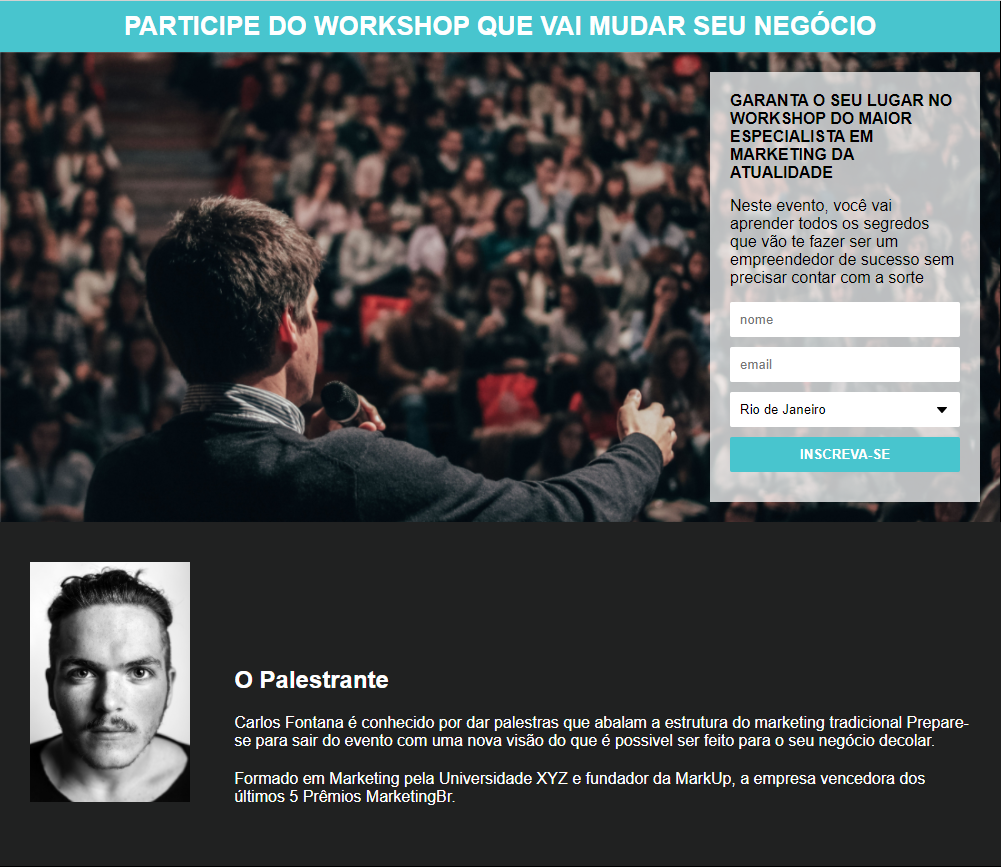 PARTICIPE DO WORKSHOP QUE VAI MUDAR SEU NEGÓCIO
GARANTA O SEU LUGAR NO
WORKSHOP DO MAIOR
ESPECIALISTA EM
MARKETING DA
ATUALIDADE
Neste evento, você vai
aprender todos os segredos
que vão te fazer ser um
empreendedor de sucesso sem
precisar contar com a sorte
nome
email
Rio de Janeiro
INSCREVA-SE
O Palestrante
Carlos Fontana é conhecido por dar palestras que abalam a estrutura do marketing tradicional Prepare-
se para sair do evento com uma nova visão do que é possivel ser feito para o seu negócio decolar.
Formado em Marketing pela Universidade XYZ e fundador da MarkUp, a empresa vencedora dos
últimos 5 Prêmios MarketingBr.